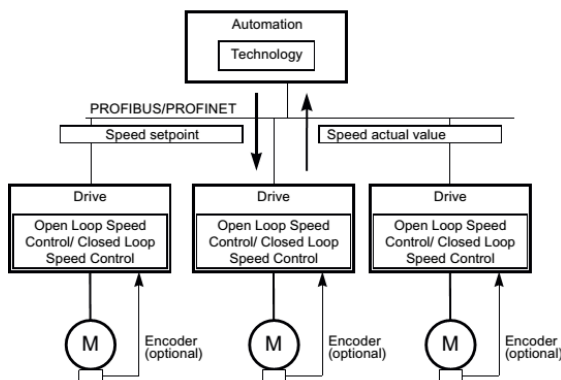 Automation
Technology
PROFIBUS/PROFINET
Speed setpoint
Speed actual value
Drive
Open Loop Speed
Control/ Closed Loop
Speed Control
Drive
Open Loop Speed
Control/ Closed Loop
Speed Control
Drive
Open Loop Speed
Control/ Closed Loop
Speed Control
M
Encoder
(optional)
M
Encoder
(optional)
M
Encoder
(optional)